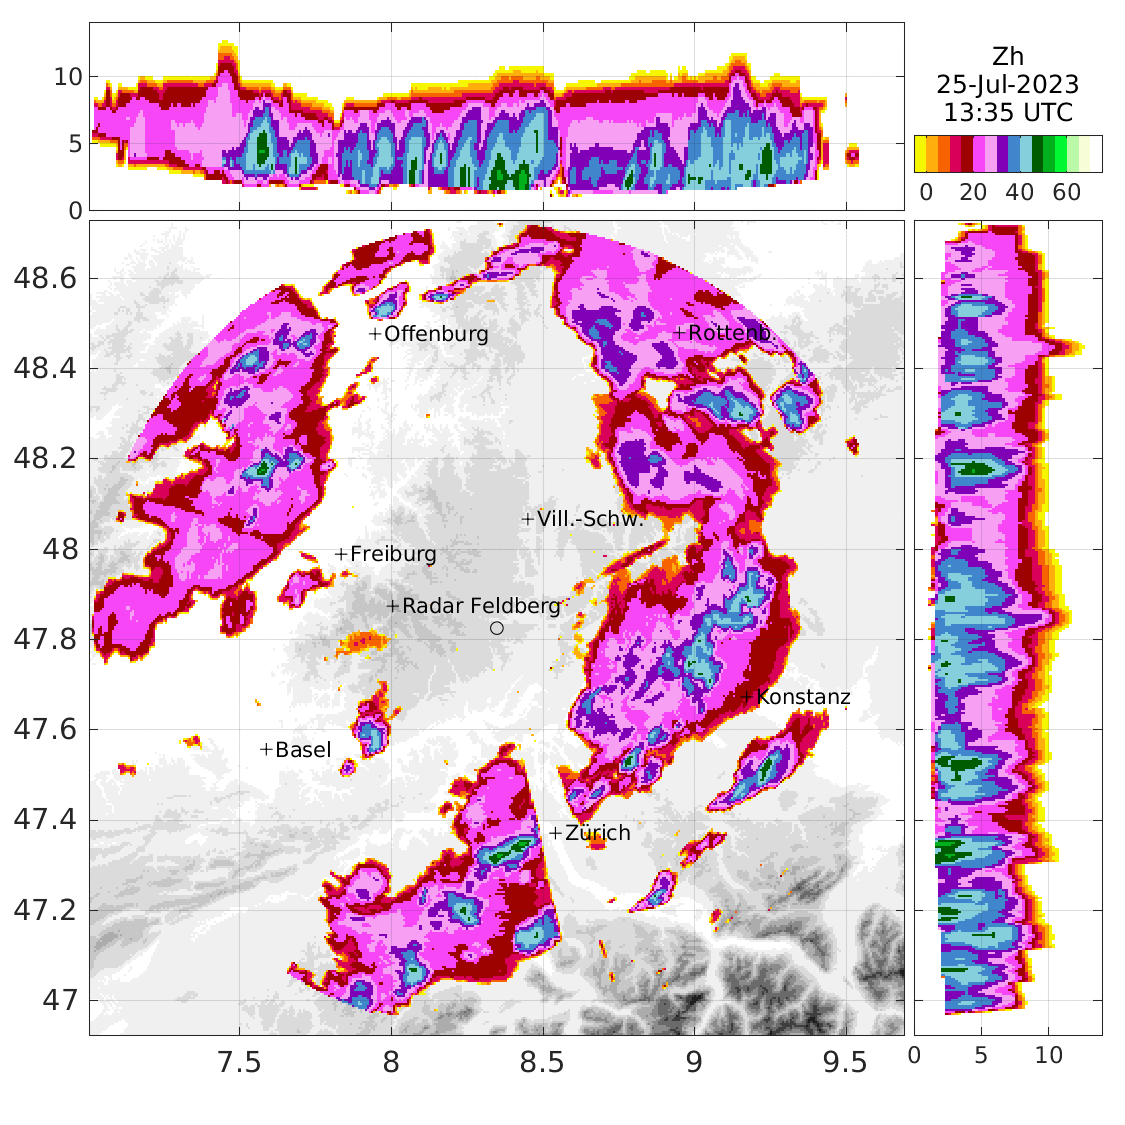 10
5
0
Zh
25-Jul-2023
13:35 UTC
0 20 40 60
48.6
48.4
48.2
48
47.8
47.6
47.4
47.2
47
+Offenburg
+Rottenb.
+Vill.-Schw.
+Freiburg
+Radar Feldberg
+Konstanz
+Basel
+Zürich
7.5 8 8.5 9 9.5
0 5 10